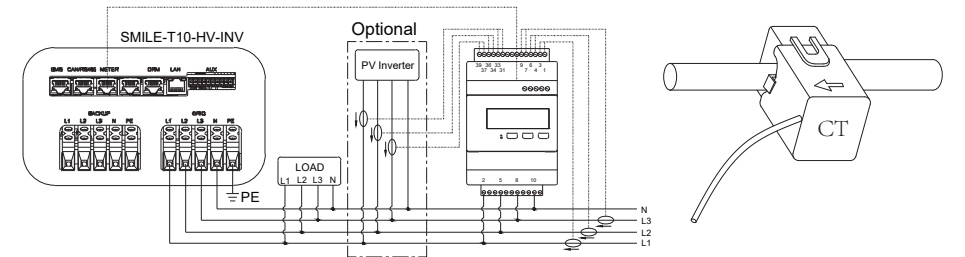 Optional
SMILE-T10-HV-INV
BMS CAN/RS485 METER DRM LAN AUX
BACKUP
L1 L2 L3 N PE
GRID
L1 L2 L3 N PE
PE
LOAD
L1 L2 L3 N
PV Inverter
39 36 33 9 6 3
37 34 31 7 4 1
2 5 8 10
N
L3
L2
L1
CT